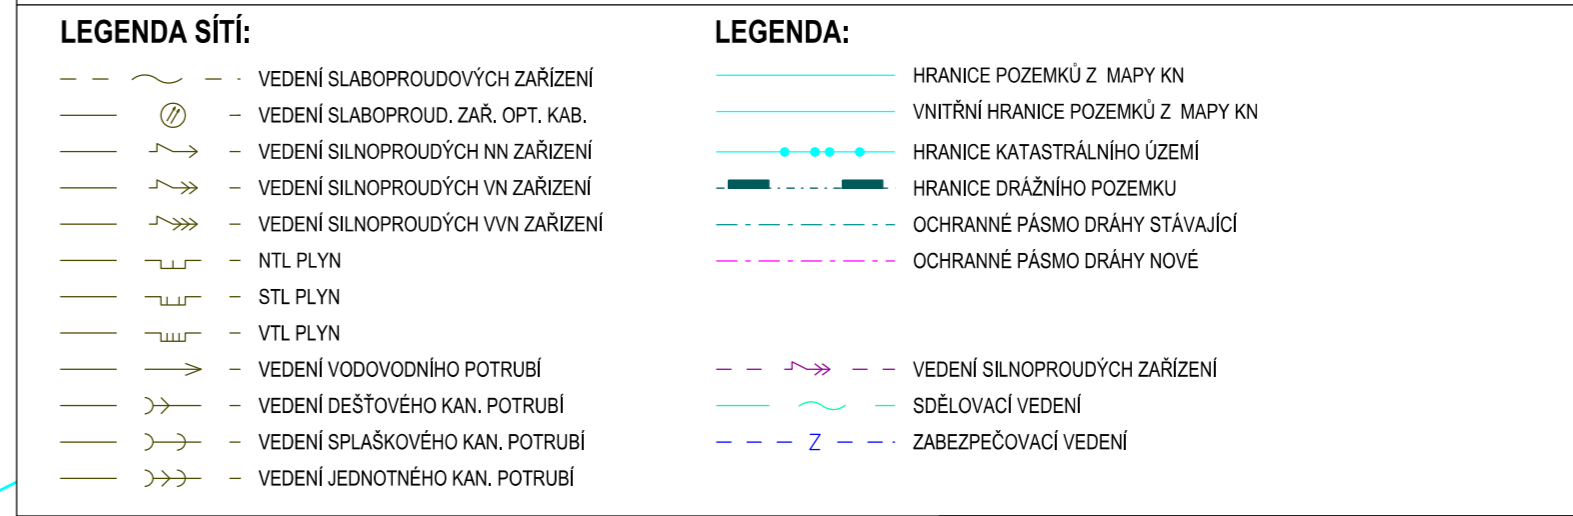 LEGENDA SÍTÍ:
VEDENÍ SLABOPROUDOVÝCH ZAŘÍZENÍ
VEDENÍ SLABOPROUD. ZAŘ. OPT. KAB.
VEDENÍ SILNOPROUDÝCH NN ZAŘIZENÍ
VEDENÍ SILNOPROUDÝCH VN ZAŘIZENÍ
VEDENÍ SILNOPROUDÝCH VVN ZAŘIZENÍ
NTL PLYN
STL PLYN
VTL PLYN
VEDENÍ VODOVODNÍHO POTRUBÍ
VEDENÍ DEŠŤOVÉHO KAN. POTRUBÍ
VEDENÍ SPLAŠKOVÉHO KAN. POTRUBÍ
VEDENÍ JEDNOTNÉHO KAN. POTRUBÍ
LEGENDA:
HRANICE POZEMKŮ Z MAPY KN
VNITŘNÍ HRANICE POZEMKŮ Z MAPY KN
HRANICE KATASTRÁLNÍHO ÚZEMÍ
HRANICE DRÁŽNÍHO POZEMKU
OCHRANNÉ PÁSMO DRÁHY STÁVAJÍCÍ
OCHRANNÉ PÁSMO DRÁHY NOVÉ
VEDENÍ SILNOPROUDÝCH ZAŘÍZENÍ
SDĚLOVACÍ VEDENÍ
Z ZABEZPEČOVACÍ VEDENÍ